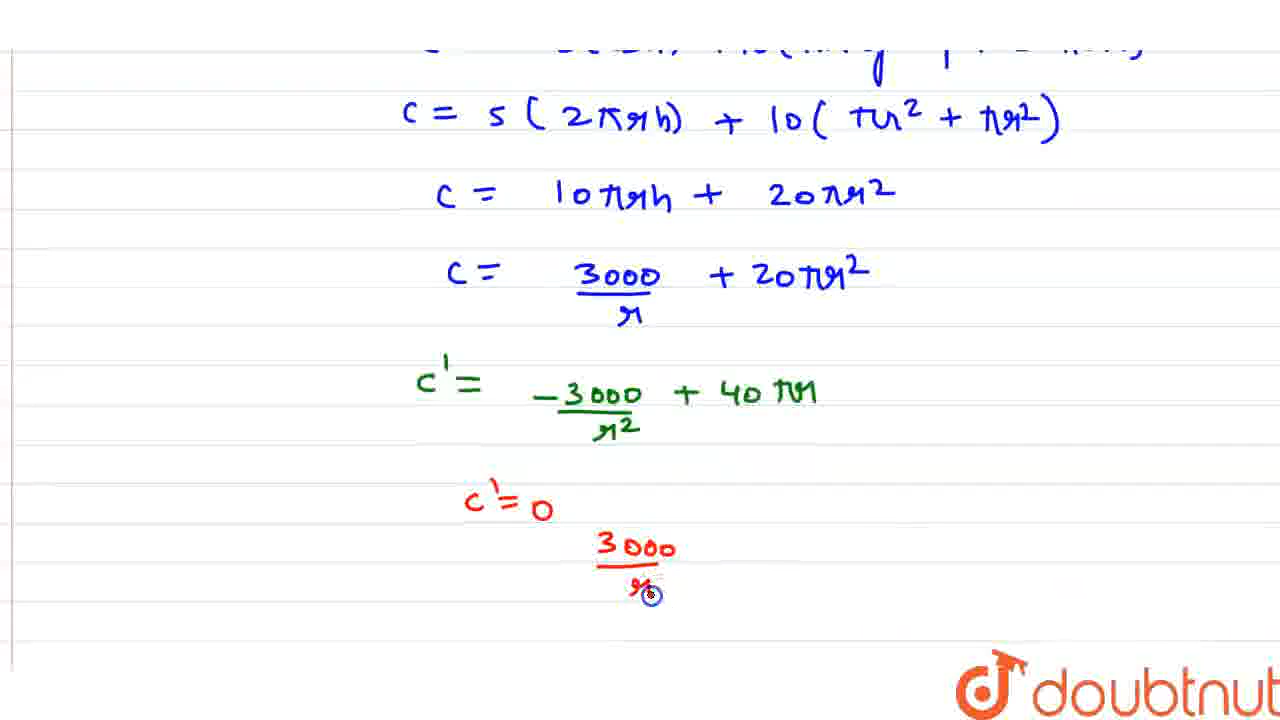 C = 5 ( 2πrh ) + 10 ( πr² + πr² )
C = 10πrh + 20πr²
C = 3000/r + 20πr²
C' = -3000/r² + 40πr
C' = 0
3000/r
doubtnut